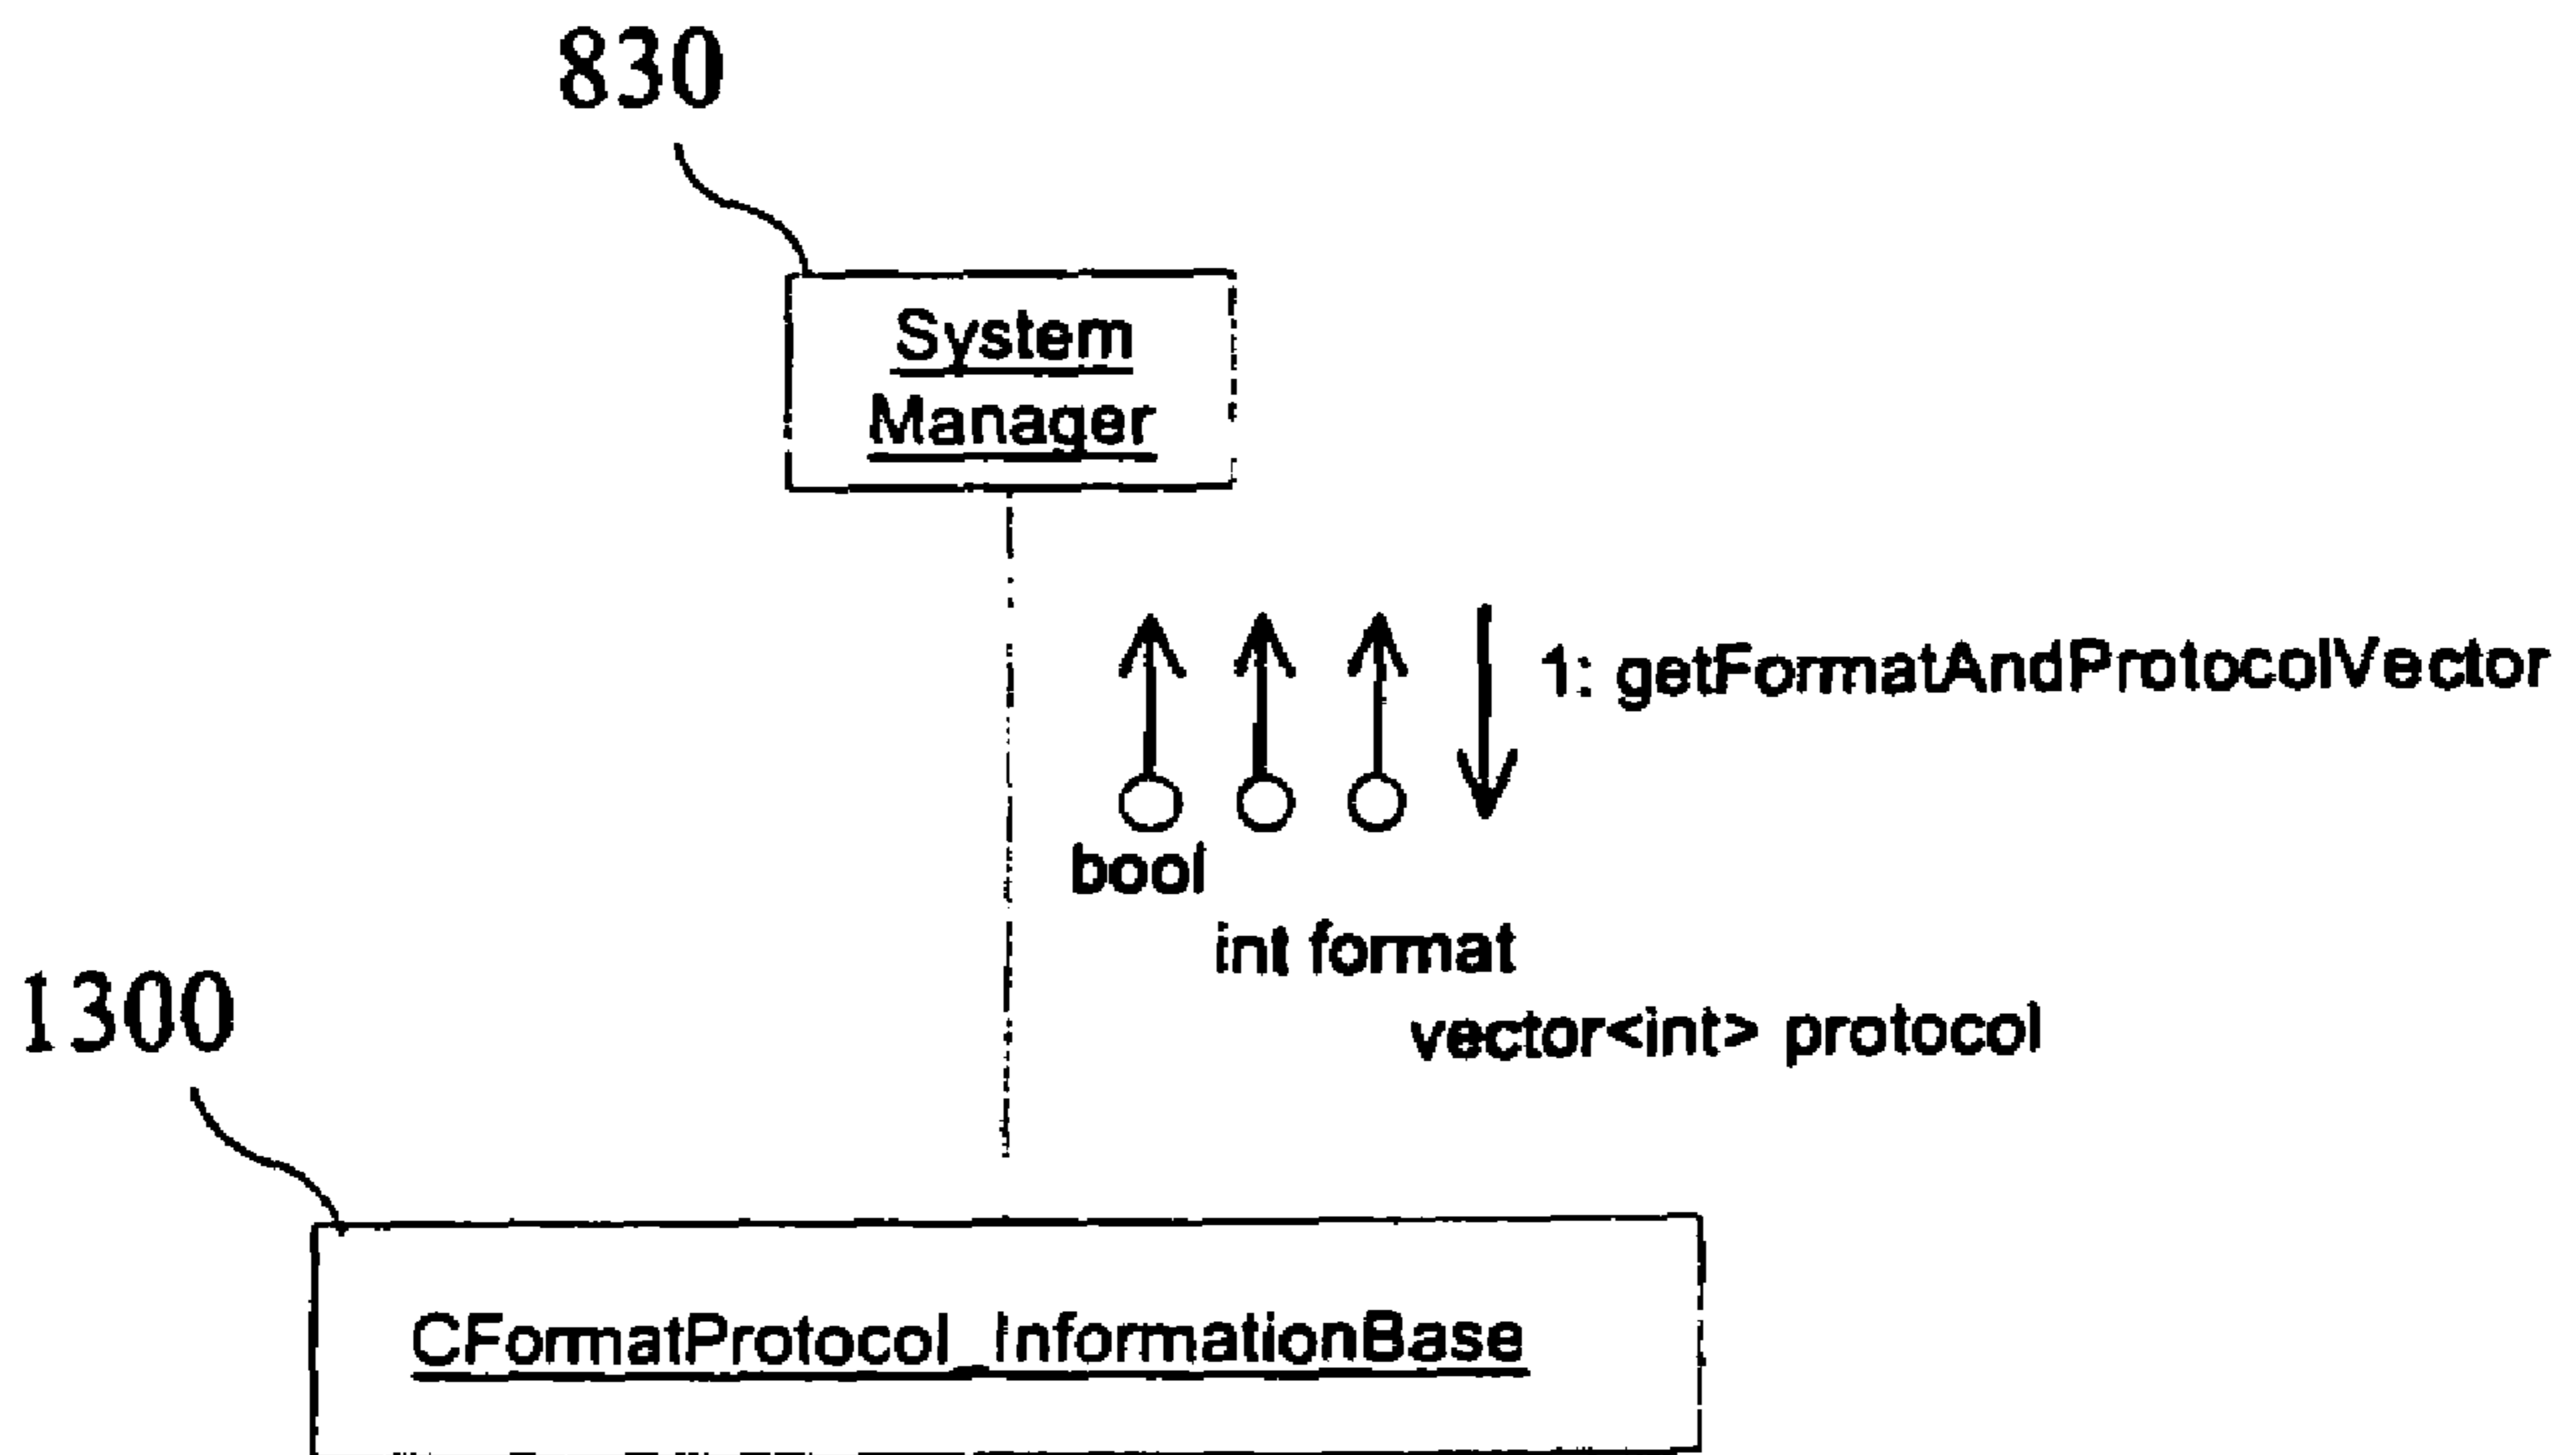 830
System
Manager
1: getFormatAndProtocolVector
bool
int format
vector<int> protocol
1300
CFormatProtocol_InformationBase